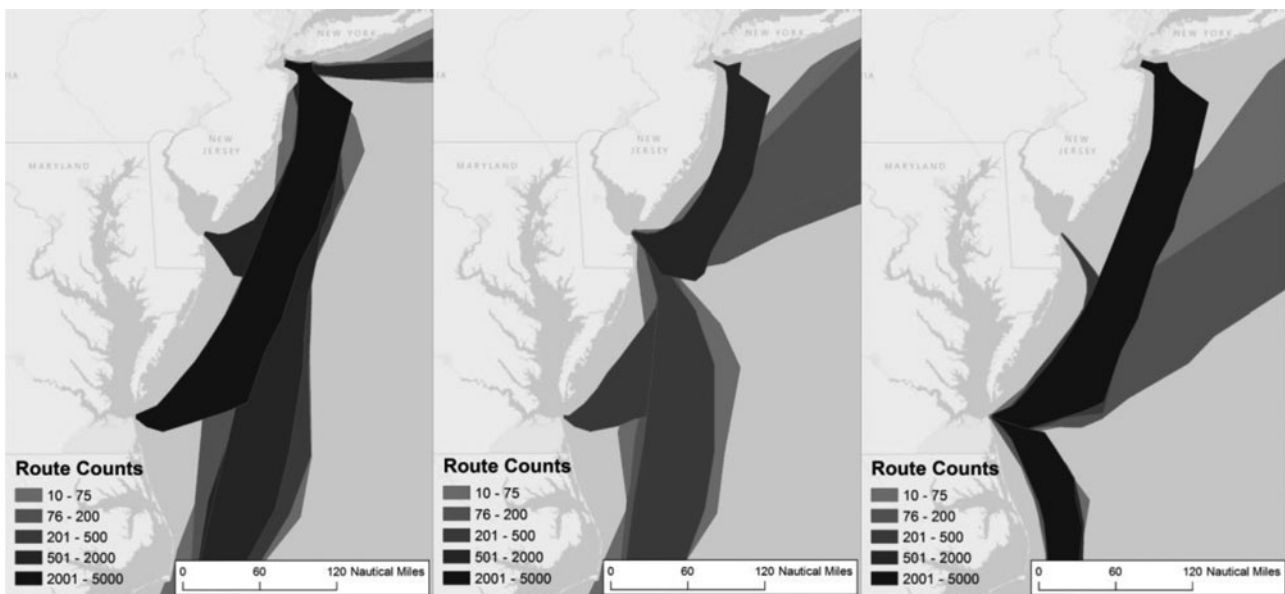 NEW YORK
IA
NEW
JERSEY
MARYLAND
Route Counts
10 - 75
76 - 200
201 - 500
501 - 2000
2001 - 5000
0 60 120 Nautical Miles
NEW YORK
NEW
JERSEY
MARYLAND
Route Counts
10 - 75
76 - 200
201 - 500
501 - 2000
2001 - 5000
0 60 120 Nautical Miles
NEW YORK
IA
NEW
JERSEY
MARYLAND
Route Counts
10 - 75
76 - 200
201 - 500
501 - 2000
2001 - 5000
0 60 120 Nautical Miles